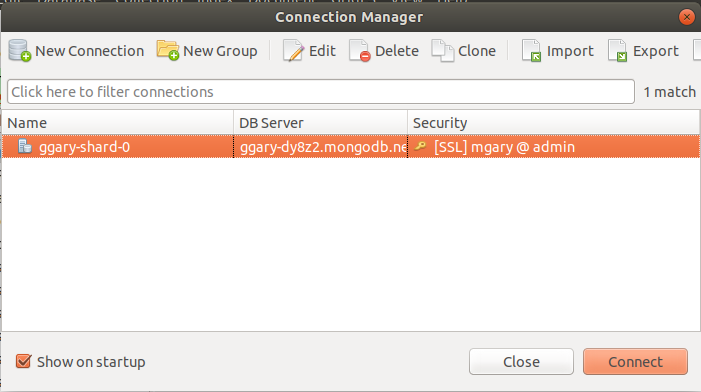 Connection Manager
New Connection New Group Edit Delete Clone Import Export
Click here to filter connections 1 match
Name DB Server Security
ggary-shard-0 ggary-dy8z2.mongodb.ne [SSL] mgary @ admin
Show on startup Close Connect